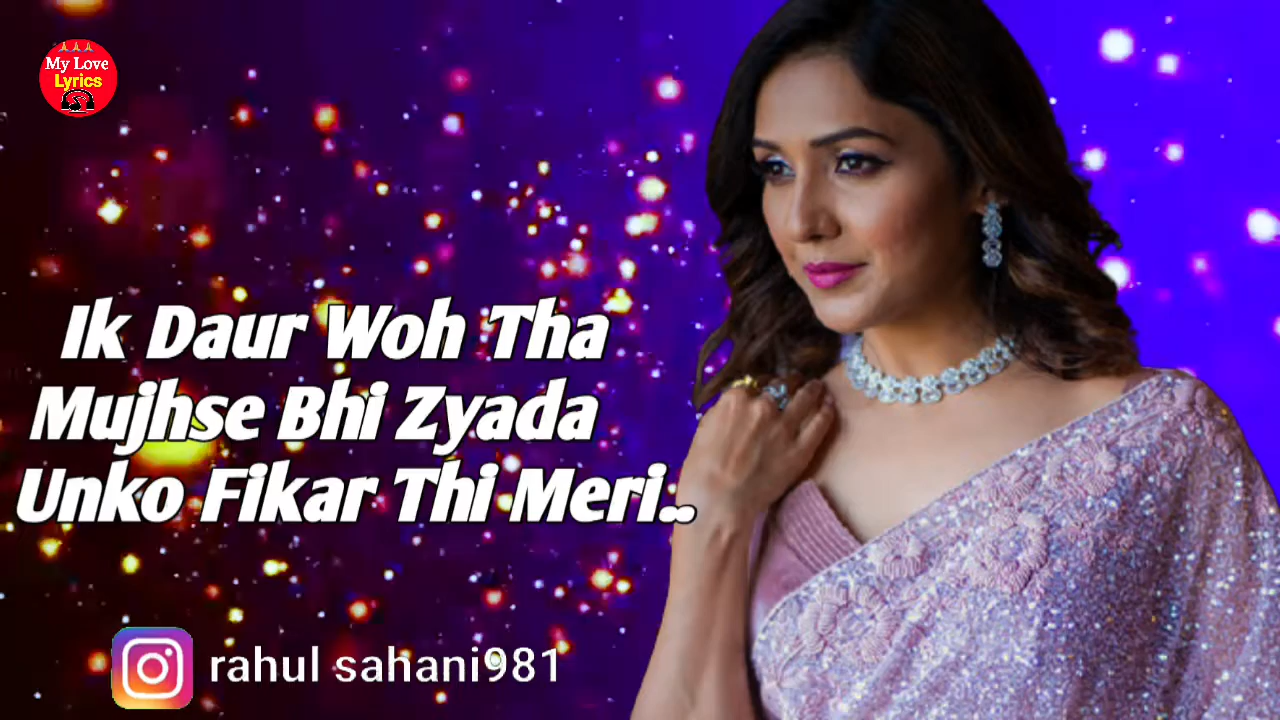 My Love
Lyrics
Ik Daur Woh Tha
Mujhse Bhi Zyada
Unko Fikar Thi Meri..
rahul sahani981